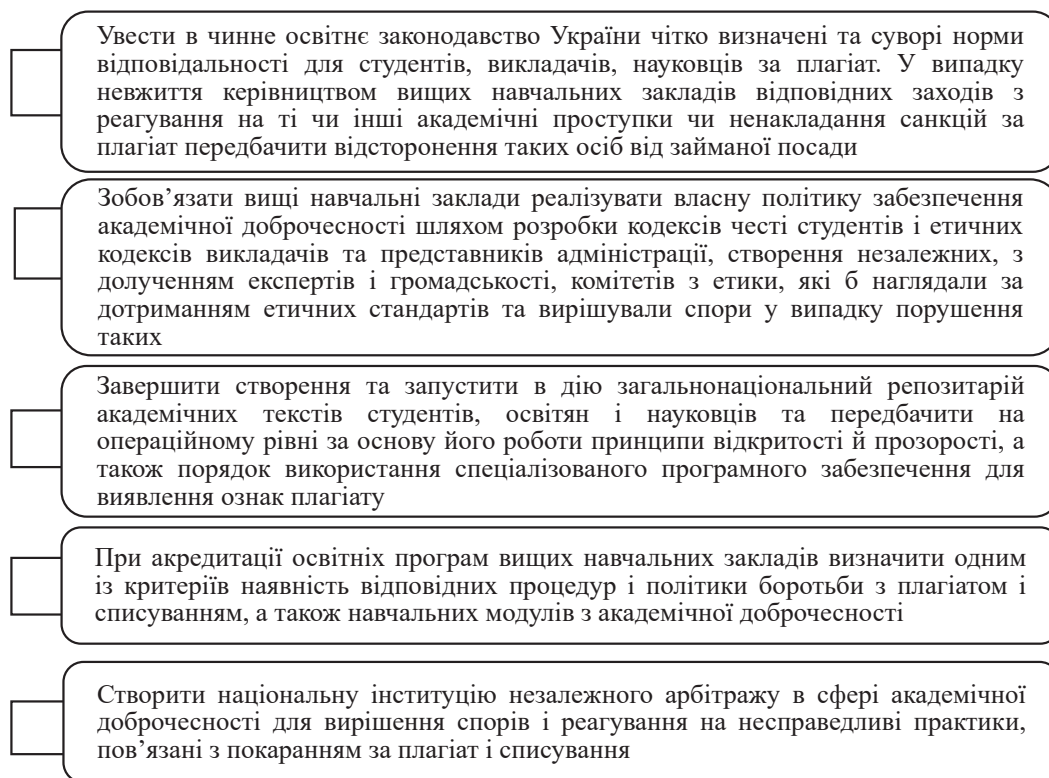 Увести в чинне освітнє законодавство України чітко визначені та суворі норми
відповідальності для студентів, викладачів, науковців за плагіат. У випадку
невжиття керівництвом вищих навчальних закладів відповідних заходів з
реагування на ті чи інші академічні проступки чи ненакладання санкцій за
плагіат передбачити відсторонення таких осіб від займаної посади
Зобов’язати вищі навчальні заклади реалізувати власну політику забезпечення
академічної доброчесності шляхом розробки кодексів честі студентів і етичних
кодексів викладачів та представників адміністрації, створення незалежних, з
долученням експертів і громадськості, комітетів з етики, які б наглядали за
дотриманням етичних стандартів та вирішували спори у випадку порушення
таких
Завершити створення та запустити в дію загальнонаціональний репозитарій
академічних текстів студентів, освітян і науковців та передбачити на
операційному рівні за основу його роботи принципи відкритості й прозорості, а
також порядок використання спеціалізованого програмного забезпечення для
виявлення ознак плагіату
При акредитації освітніх програм вищих навчальних закладів визначити одним
із критеріїв наявність відповідних процедур і політики боротьби з плагіатом і
списуванням, а також навчальних модулів з академічної доброчесності
Створити національну інституцію незалежного арбітражу в сфері академічної
доброчесності для вирішення спорів і реагування на несправедливі практики,
пов’язані з покаранням за плагіат і списування